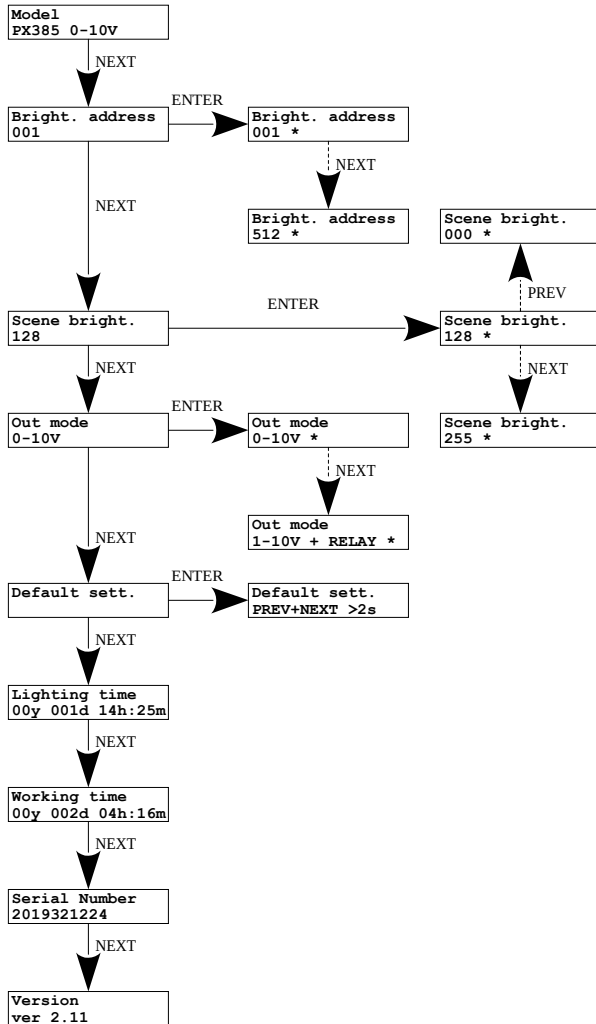 Model
PX385 0-10V
NEXT
ENTER
Bright. address
001
Bright. address
001 *
NEXT
NEXT
Bright. address
512 *
Scene bright.
000 *
PREV
ENTER
Scene bright.
128
Scene bright.
128 *
NEXT
NEXT
ENTER
Out mode
0-10V
Out mode
0-10V *
Scene bright.
255 *
NEXT
Out mode
1-10V + RELAY *
NEXT
ENTER
Default sett.
Default sett.
PREV+NEXT >2s
NEXT
Lighting time
00y 001d 14h:25m
NEXT
Working time
00y 002d 04h:16m
NEXT
Serial Number
2019321224
NEXT
Version
ver 2.11